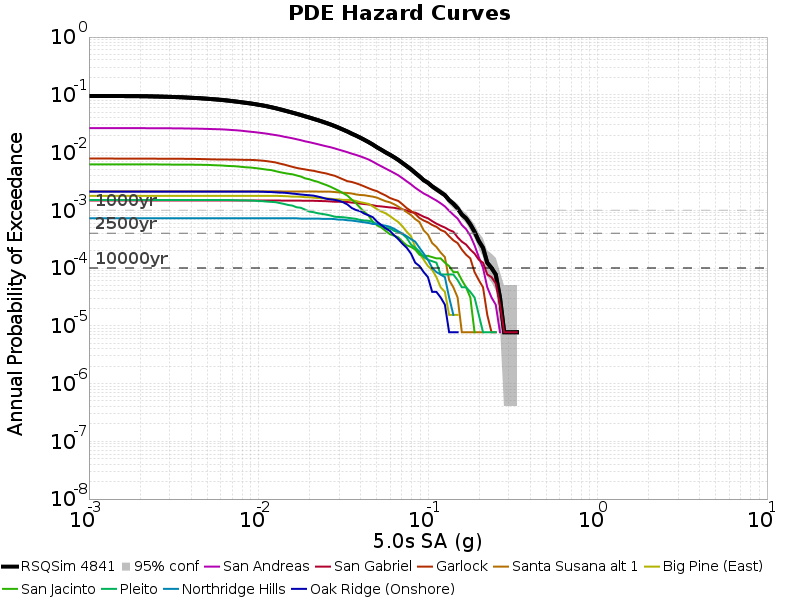 PDE Hazard Curves
Annual Probability of Exceedance
10^0
10^-1
10^-2
10^-3
10^-4
10^-5
10^-6
10^-7
10^-8
1000yr
2500yr
10000yr
10^-3 10^-2 10^-1 10^0 10^1
5.0s SA (g)
RSQSim 4841 95% conf San Andreas San Gabriel Garlock Santa Susana alt 1 Big Pine (East)
San Jacinto Pleito Northridge Hills Oak Ridge (Onshore)